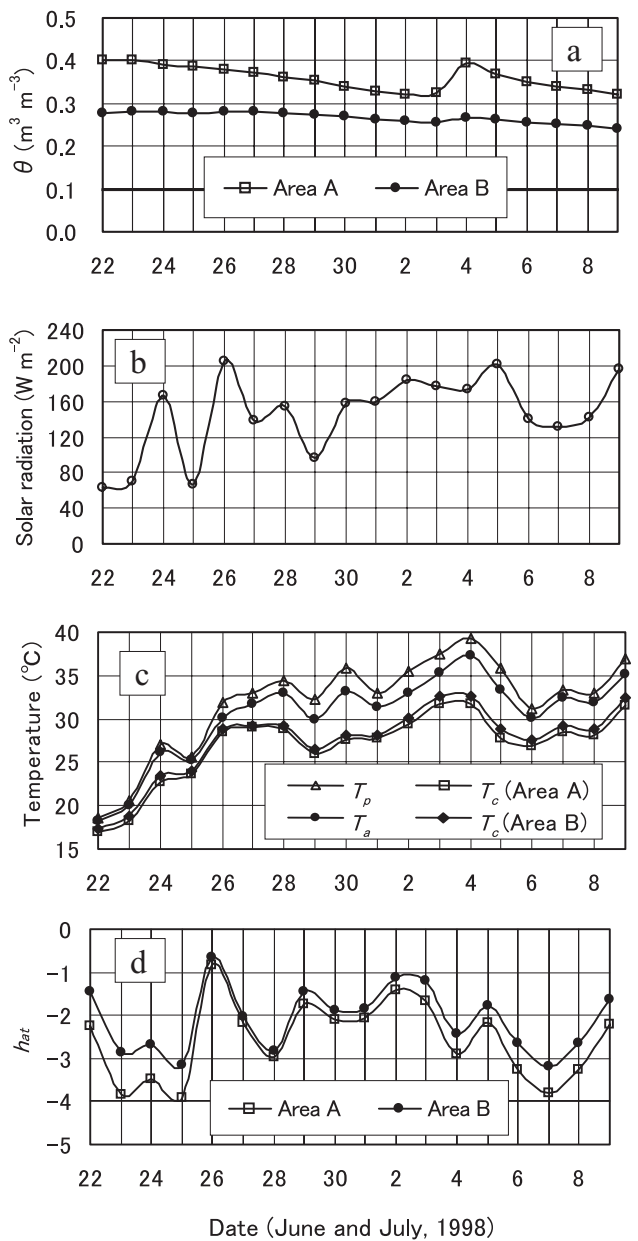 0.5
a
0.4
0.3
θ (m³ m⁻³)
0.2
Area A Area B
0.1
0.0
22 24 26 28 30 2 4 6 8
240
b
200
160
Solar radiation (W m⁻²)
120
80
40
0
22 24 26 28 30 2 4 6 8
40
c
35
30
Temperature (°C)
25
20
Tp Tc (Area A)
Ta Tc (Area B)
15
22 24 26 28 30 2 4 6 8
-0
d
-1
-2
hat
-3
Area A Area B
-4
-5
22 24 26 28 30 2 4 6 8
Date (June and July, 1998)